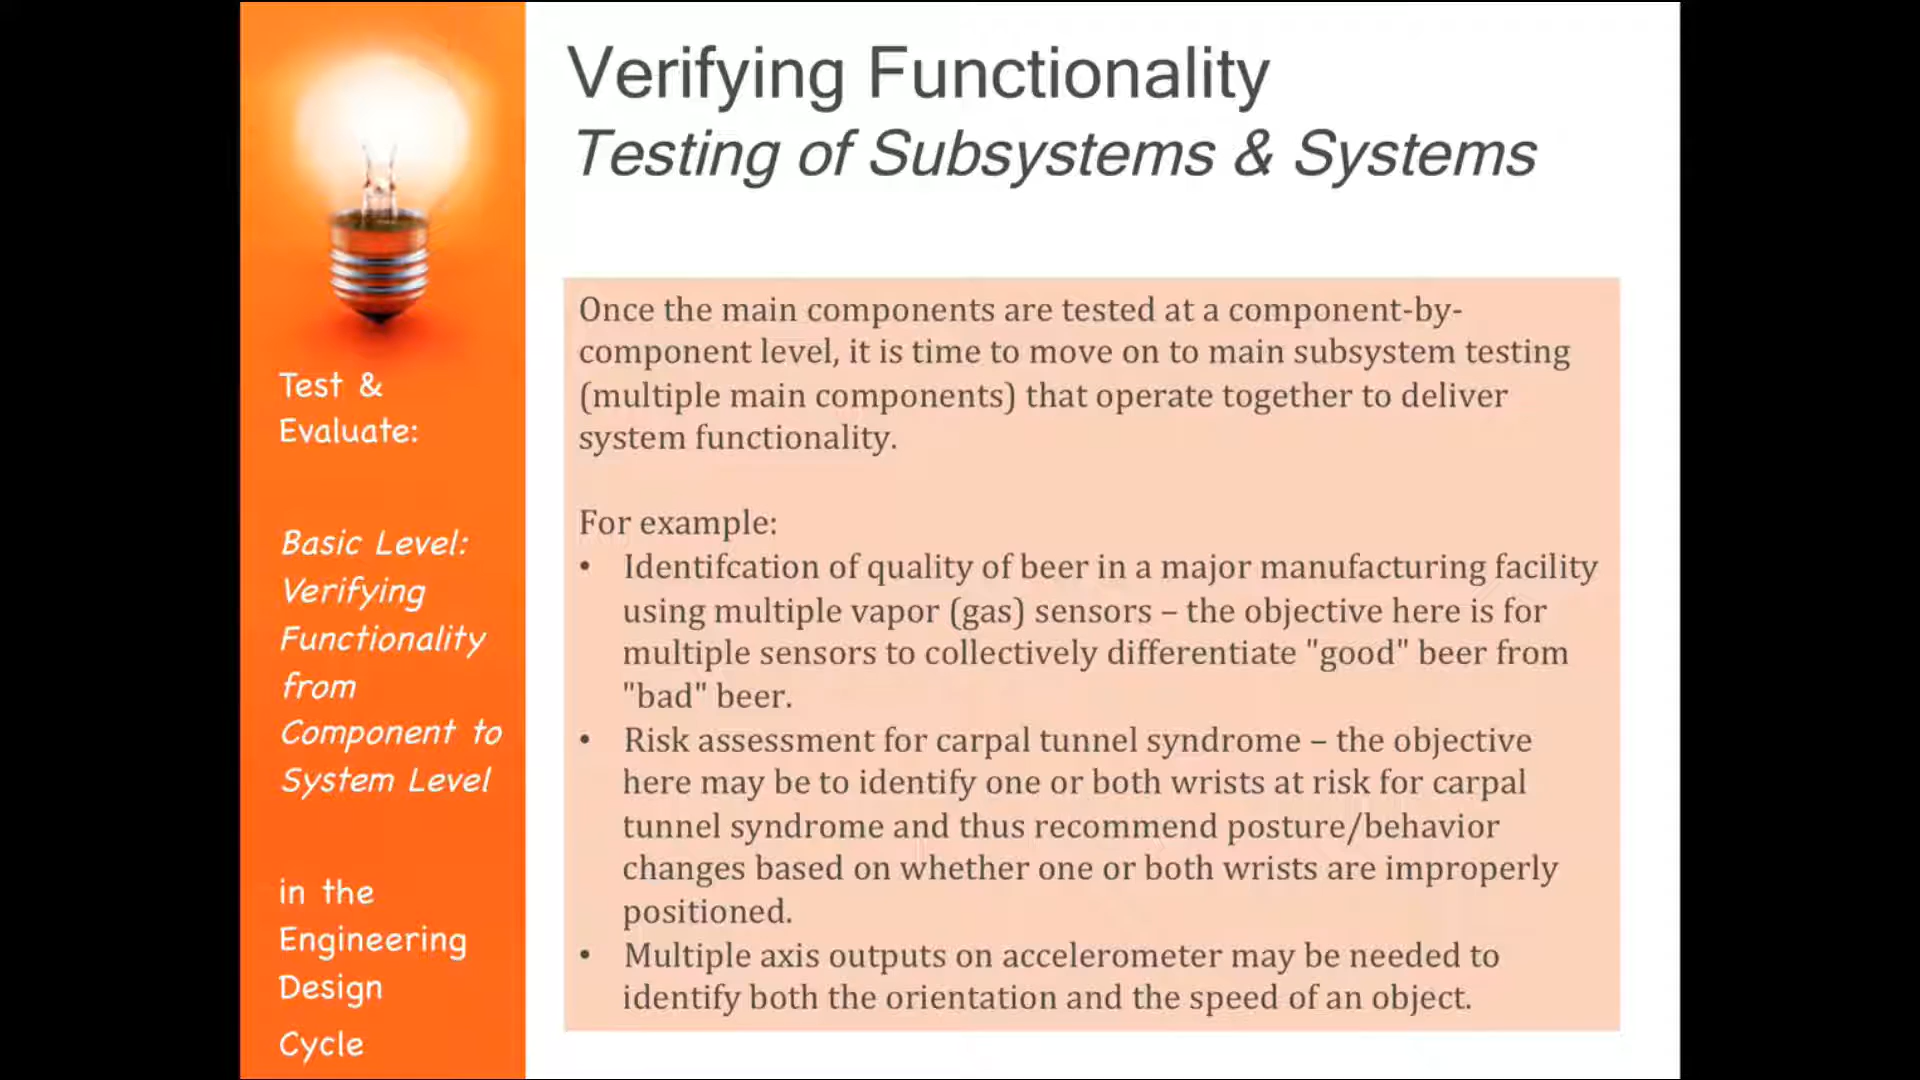 Verifying Functionality
Testing of Subsystems & Systems
Test &
Evaluate:
Basic Level:
Verifying
Functionality
from
Component to
System Level
in the
Engineering
Design
Cycle
Once the main components are tested at a component-by-
component level, it is time to move on to main subsystem testing
(multiple main components) that operate together to deliver
system functionality.
For example:
• Identifcation of quality of beer in a major manufacturing facility
using multiple vapor (gas) sensors – the objective here is for
multiple sensors to collectively differentiate "good" beer from
"bad" beer.
• Risk assessment for carpal tunnel syndrome – the objective
here may be to identify one or both wrists at risk for carpal
tunnel syndrome and thus recommend posture/behavior
changes based on whether one or both wrists are improperly
positioned.
• Multiple axis outputs on accelerometer may be needed to
identify both the orientation and the speed of an object.